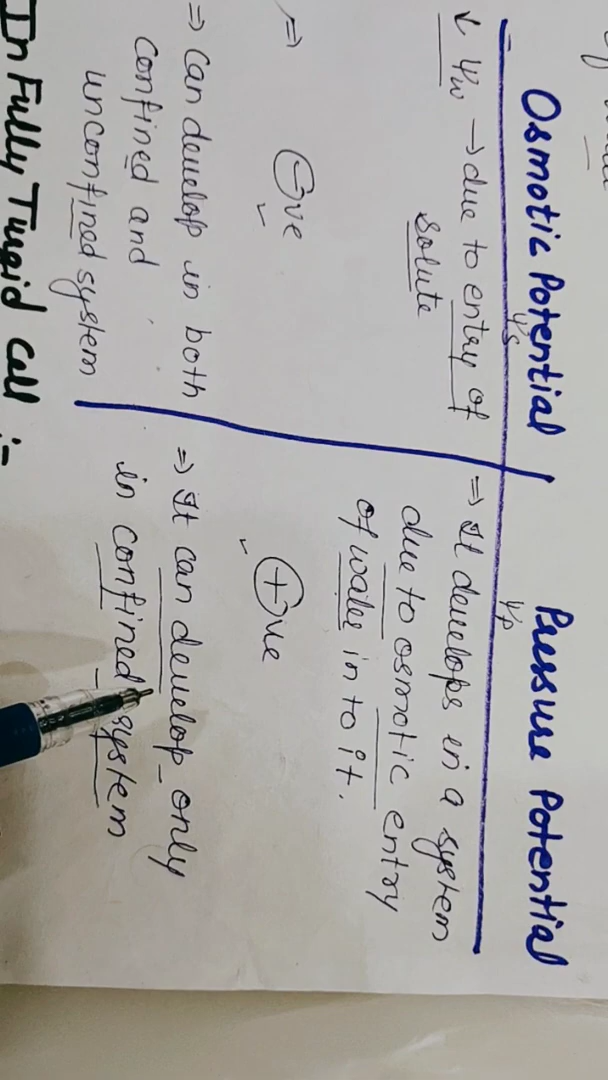 Osmotic Potential
ψs
↓ ψw → due to entry of
solute
⇒ ⊖ve
⇒ Can develop in both
confined and
unconfined system
Pressure Potential
ψp
⇒ It develops in a system
due to osmotic entry
of water in to it.
⊕ve
⇒ It can develop only
in confined system
In Fully Turgid Cell :-